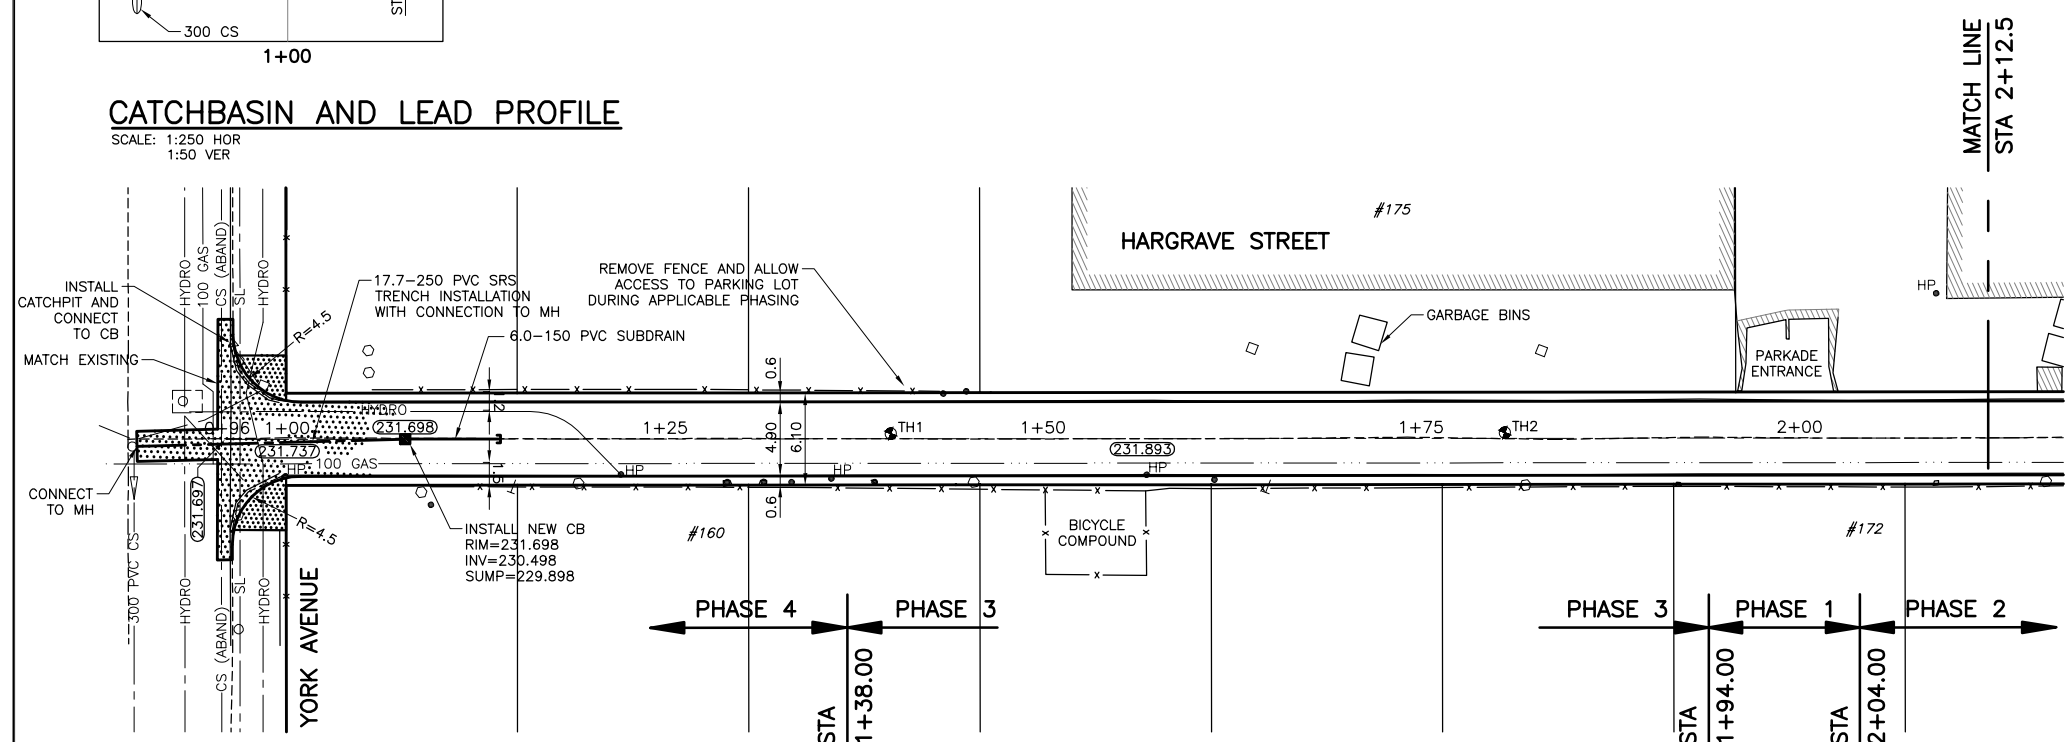 ST
300 CS
1+00
CATCHBASIN AND LEAD PROFILE
SCALE: 1:250 HOR
1:50 VER
MATCH LINE
STA 2+12.5
#175
HARGRAVE STREET
HYDRO
100 GAS
CS (ABAND)
SL
HYDRO
INSTALL
CATCHPIT AND
CONNECT
TO CB
MATCH EXISTING
R=4.5
17.7-250 PVC SRS
TRENCH INSTALLATION
WITH CONNECTION TO MH
6.0-150 PVC SUBDRAIN
REMOVE FENCE AND ALLOW
ACCESS TO PARKING LOT
DURING APPLICABLE PHASING
GARBAGE BINS
HP
PARKADE
ENTRANCE
0.6
HYDRO
1+00
231.698
231.737
1+25
4.90
6.10
TH1
1+50
231.893
1+75
TH2
2+00
100 GAS
HP
HP
HP
HP
1.5
0.6
CONNECT
TO MH
231.697
R=4.5
INSTALL NEW CB
RIM=231.698
INV=230.498
SUMP=229.898
#160
BICYCLE
COMPOUND
#172
300 PVC CS
HYDRO
CS (ABAND)
SL
HYDRO
YORK AVENUE
PHASE 4
PHASE 3
PHASE 3
PHASE 1
PHASE 2
STA
1+38.00
STA
1+94.00
STA
2+04.00